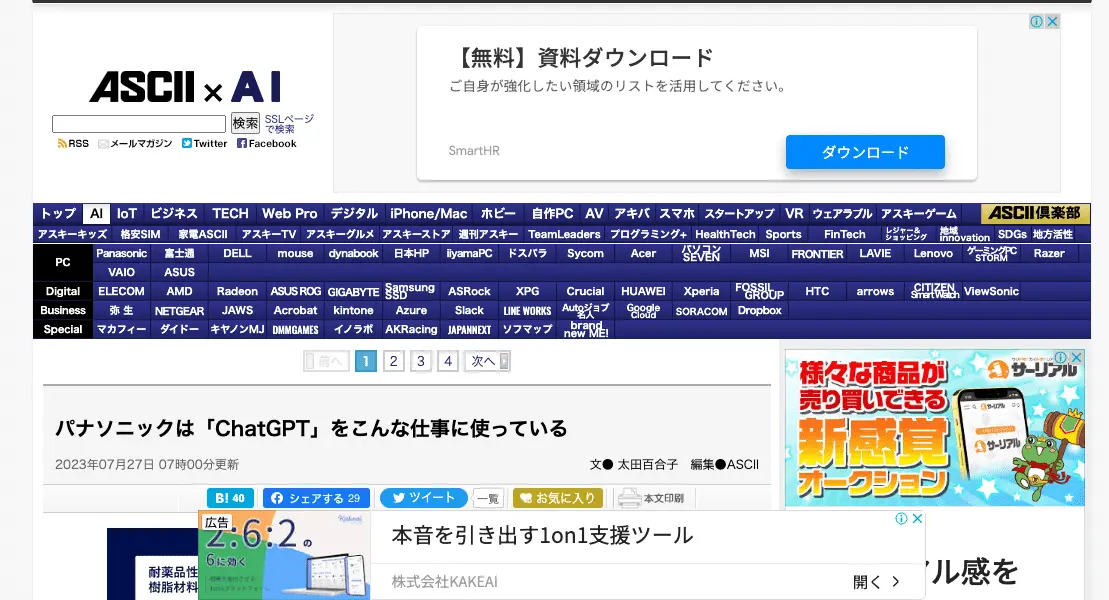 ASCII × AI
検索
SSLページで検索
RSS メールマガジン Twitter Facebook
【無料】資料ダウンロード
ご自身が強化したい領域のリストを活用してください。
SmartHR
ダウンロード
トップ AI IoT ビジネス TECH Web Pro デジタル iPhone/Mac ホビー 自作PC AV アキバ スマホ スタートアップ VR ウェアラブル アスキーゲーム ASCII倶楽部
アスキーキッズ 格安SIM 家電ASCII アスキーTV アスキーグルメ アスキーストア 週刊アスキー TeamLeaders プログラミング+ HealthTech Sports FinTech レジャー&ショッピング 地域innovation SDGs 地方活性
PC Panasonic 富士通 DELL mouse dynabook 日本HP iiyamaPC ドスパラ Sycom Acer パソコンSEVEN MSI FRONTIER LAVIE Lenovo ゲーミングPC STORM Razer
VAIO ASUS
Digital ELECOM AMD Radeon ASUS ROG GIGABYTE Samsung SSD ASRock XPG Crucial HUAWEI Xperia FOSSIL GROUP HTC arrows CITIZEN Smart Watch ViewSonic
Business 弥生 NETGEAR JAWS Acrobat kintone Azure Slack LINE WORKS Autoジョブ名人 Google Cloud SORACOM Dropbox
Special マカフィー ダイドー キヤノンMJ DMMGAMES イノラボ AKRacing JAPANNEXT ソフマップ brand new ME!
前へ 1 2 3 4 次へ
パナソニックは「ChatGPT」をこんな仕事に使っている
2023年07月27日 07時00分更新
文● 太田百合子 編集●ASCII
B! 40 シェアする 29 ツイート 一覧 お気に入り 本文印刷
様々な商品が
売り買いできる
新感覚
オークション
サーリアル
サーリアル
耐薬品性
樹脂材料
広告
2:6:2の
6に効く
Kakeai
本音を引き出す1on1支援ツール
株式会社KAKEAI
開く
ル感を